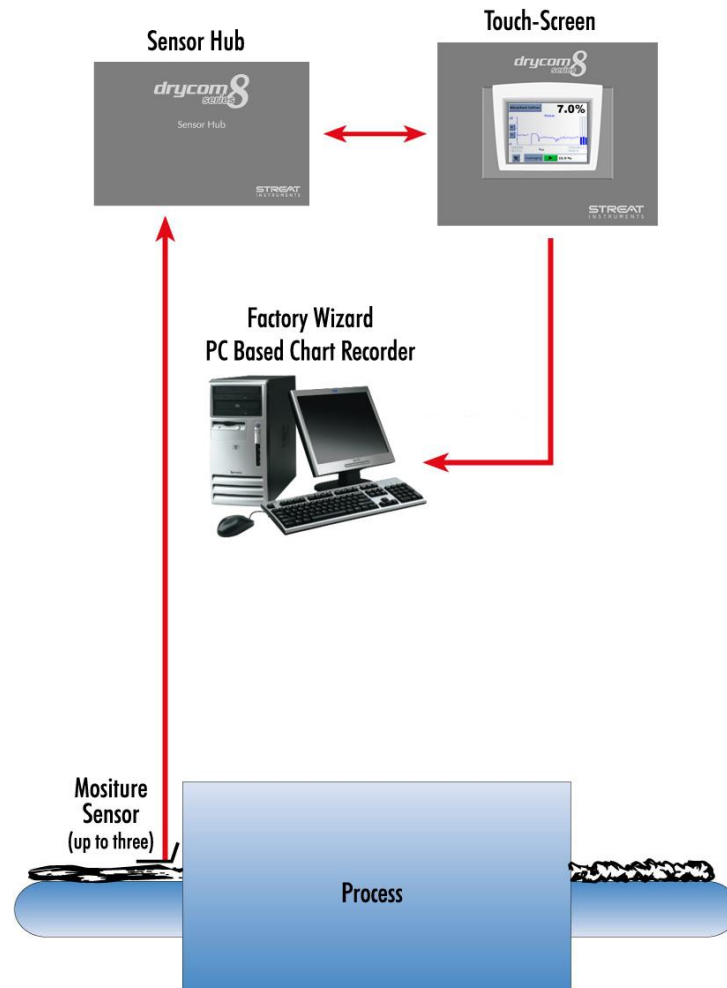 Sensor Hub
Touch-Screen
drycom 8
series
Sensor Hub
STREAT
INSTRUMENTS
drycom 8
series
7.0%
STREAT
INSTRUMENTS
Factory Wizard
PC Based Chart Recorder
Mositure
Sensor
(up to three)
Process